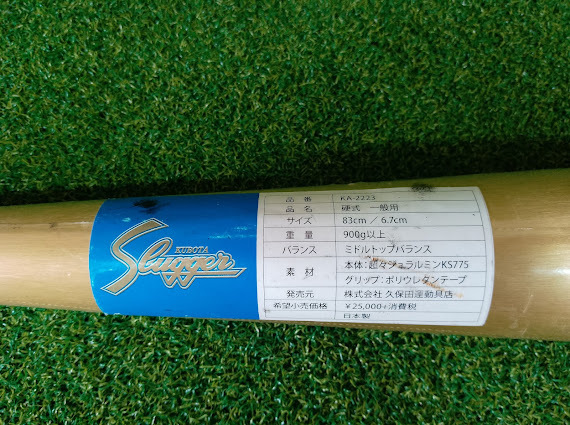 KUBOTA
Slugger
品 番 KA-2223
品 名 硬式 一般用
サイズ 83cm / 6.7cm
重 量 900g以上
バランス ミドルトップバランス
素 材 本体:超々ジュラルミンKS775
グリップ:ポリウレタンテープ
発売元 株式会社 久保田運動具店
希望小売価格 ¥25,000+消費税
日本製